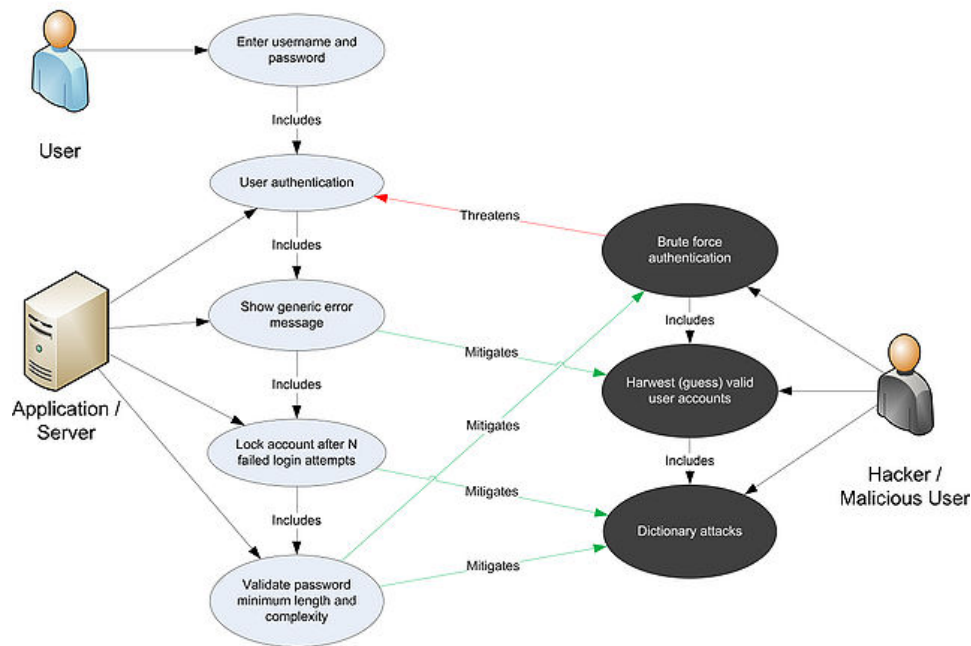 Enter username and
password
User
Includes
User authentication
Threatens
Brute force
authentication
Includes
Show generic error
message
Includes
Mitigates
Harvest (guess) valid
user accounts
Application /
Server
Includes
Mitigates
Lock account after N
failed login attempts
Includes
Hacker /
Malicious User
Mitigates
Dictionary attacks
Includes
Mitigates
Validate password
minimum length and
complexity